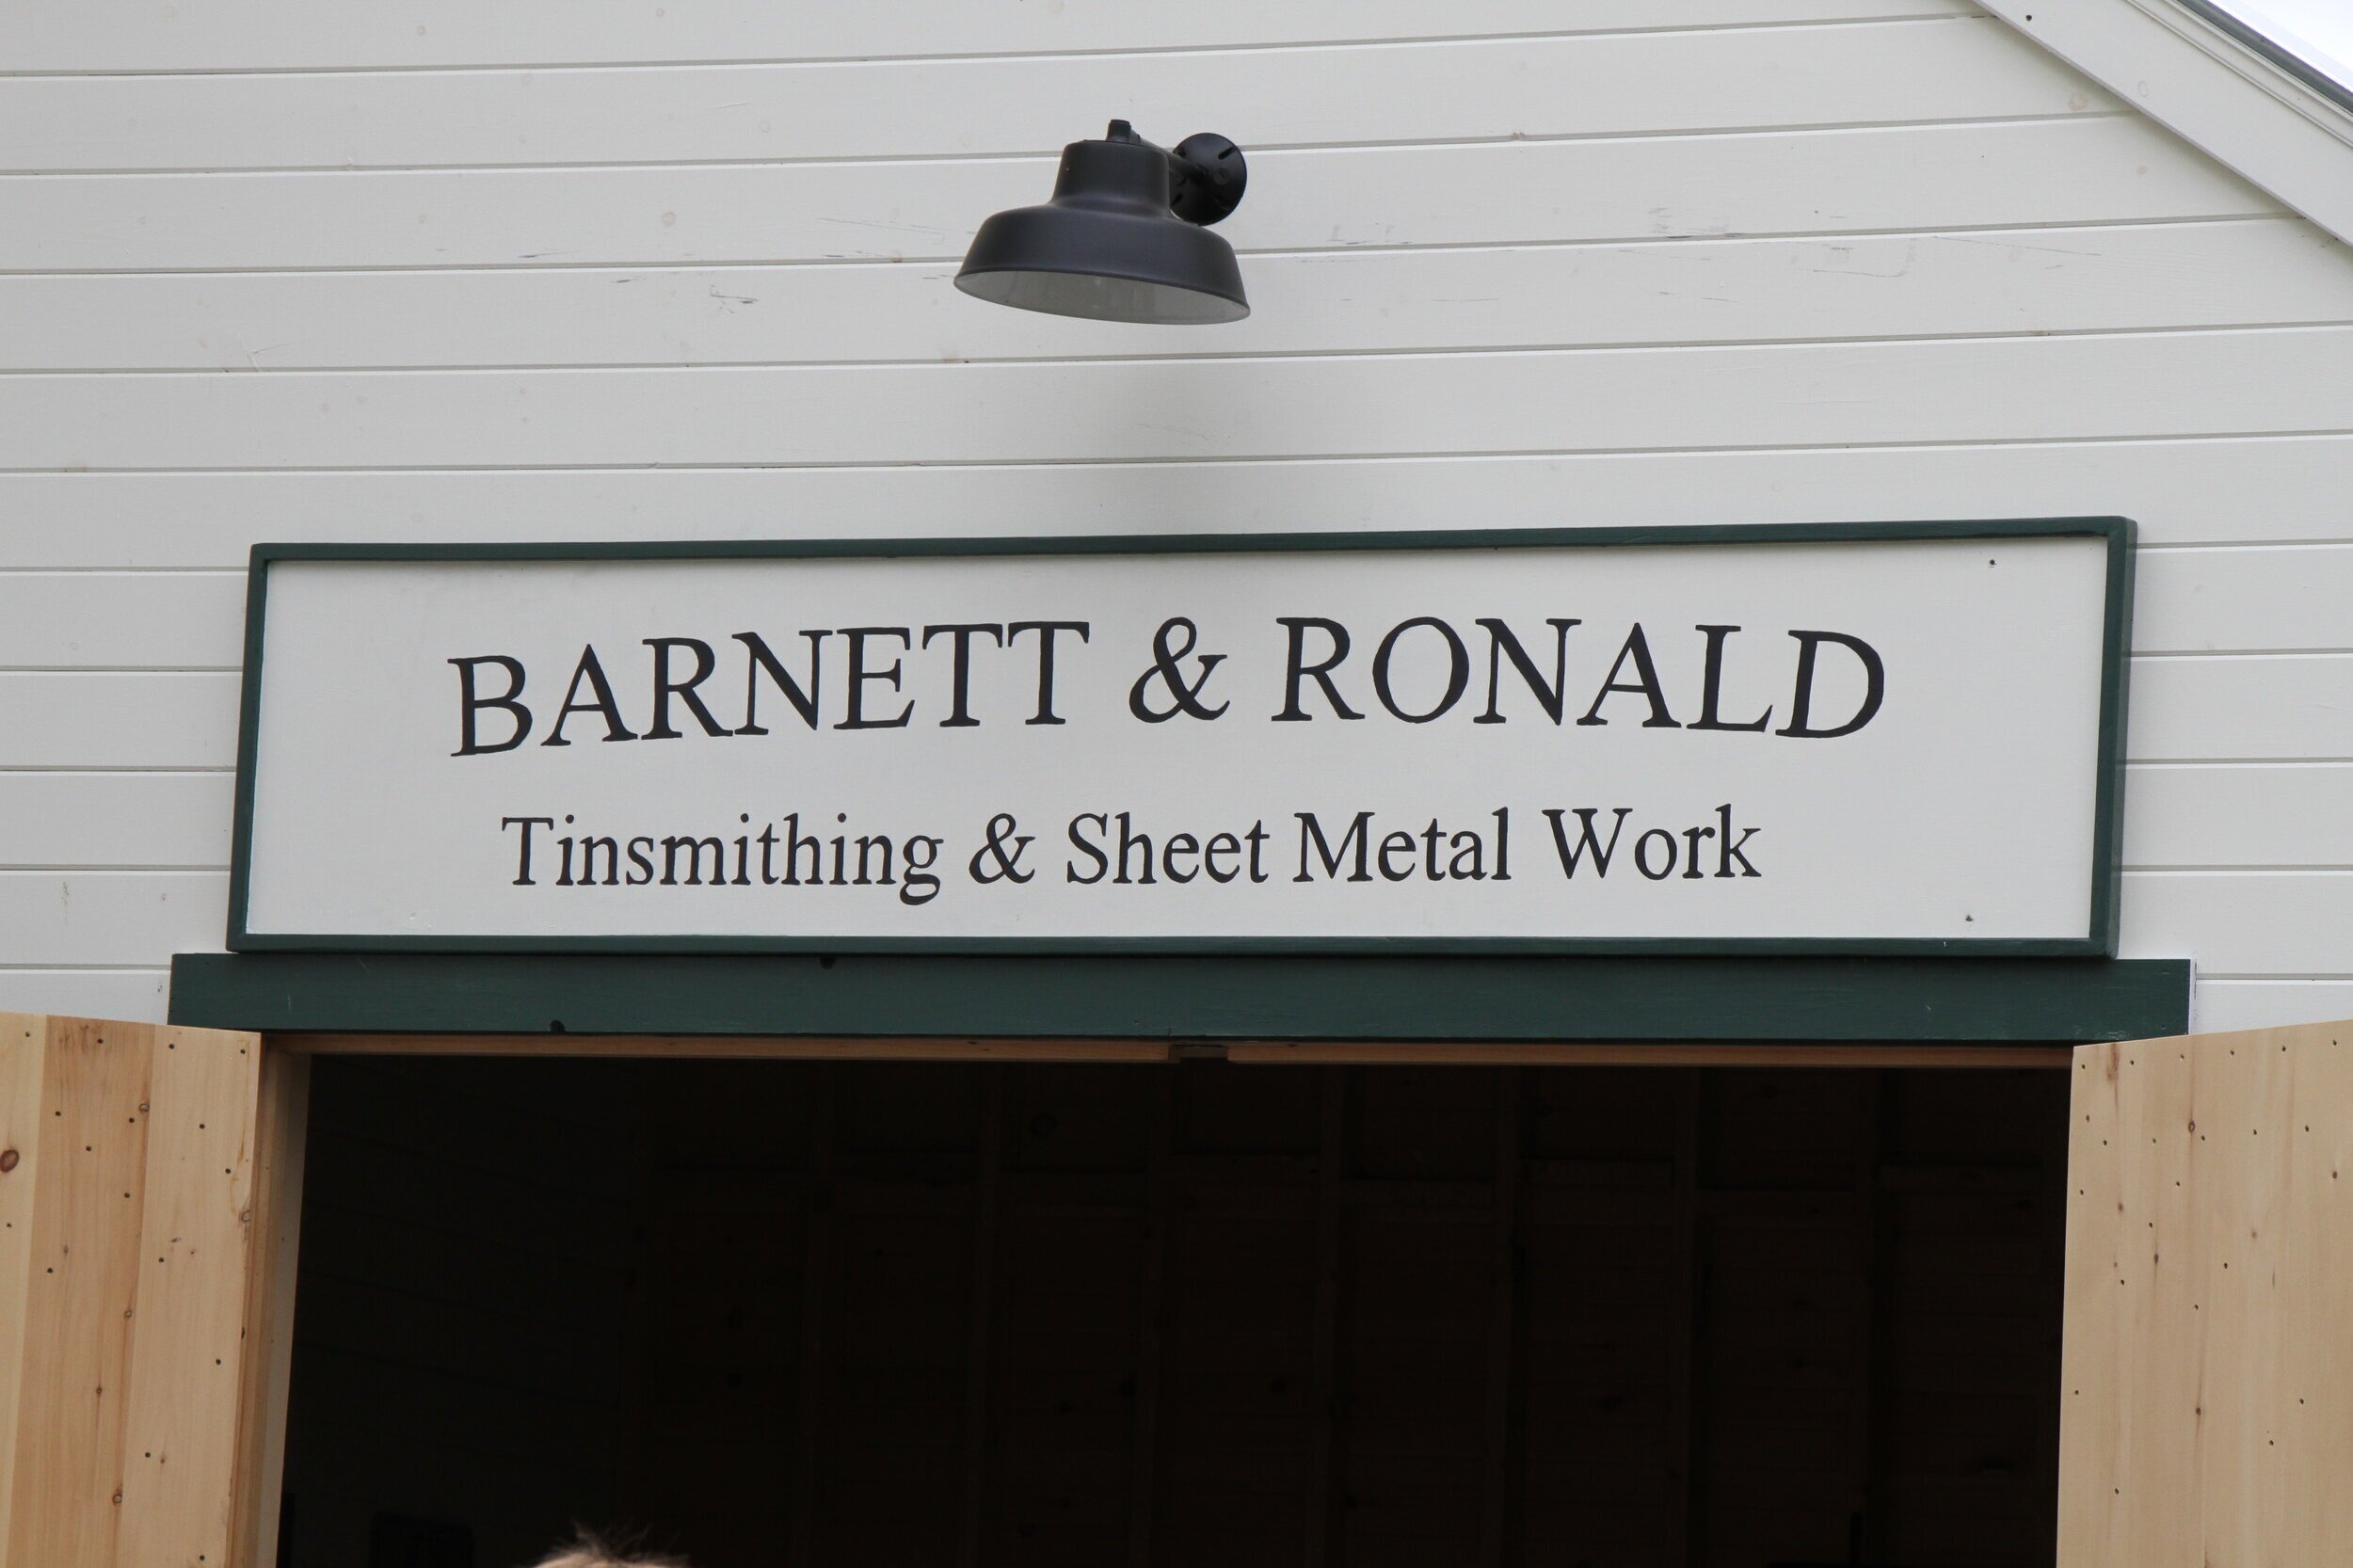 BARNETT & RONALD
Tinsmithing & Sheet Metal Work